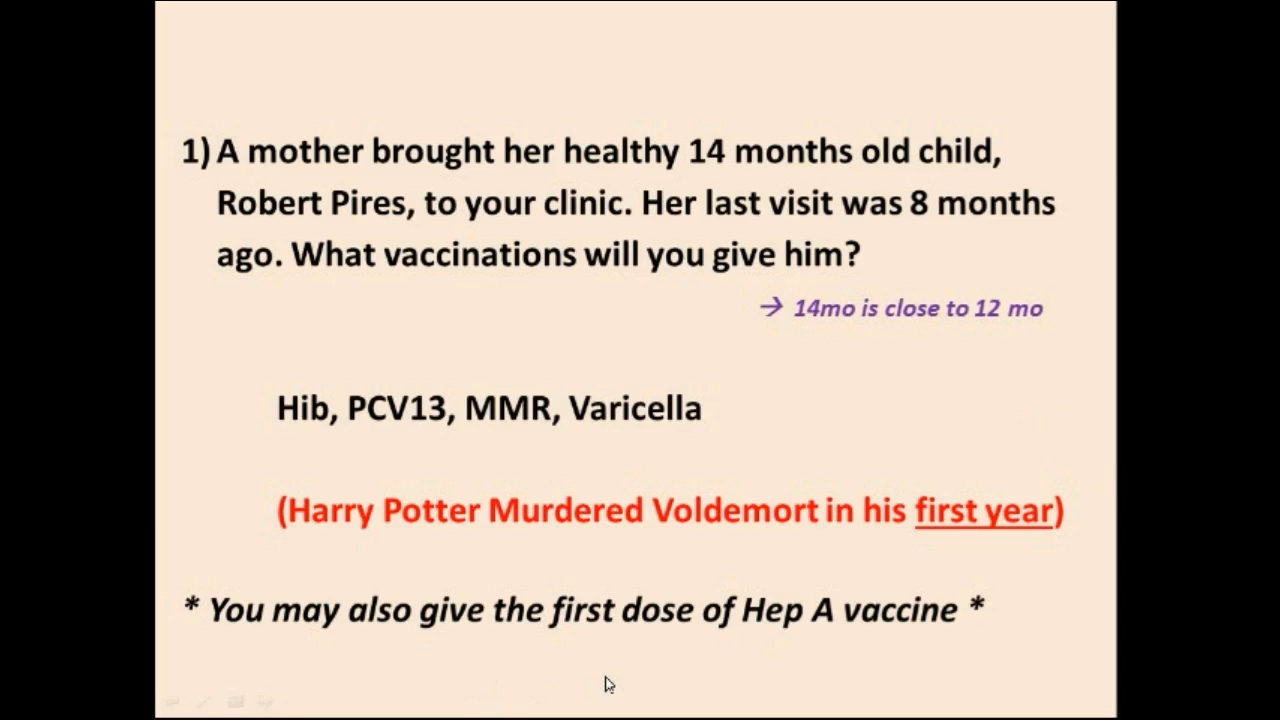 1) A mother brought her healthy 14 months old child,
Robert Pires, to your clinic. Her last visit was 8 months
ago. What vaccinations will you give him?
→ 14mo is close to 12 mo
Hib, PCV13, MMR, Varicella
(Harry Potter Murdered Voldemort in his first year)
* You may also give the first dose of Hep A vaccine *